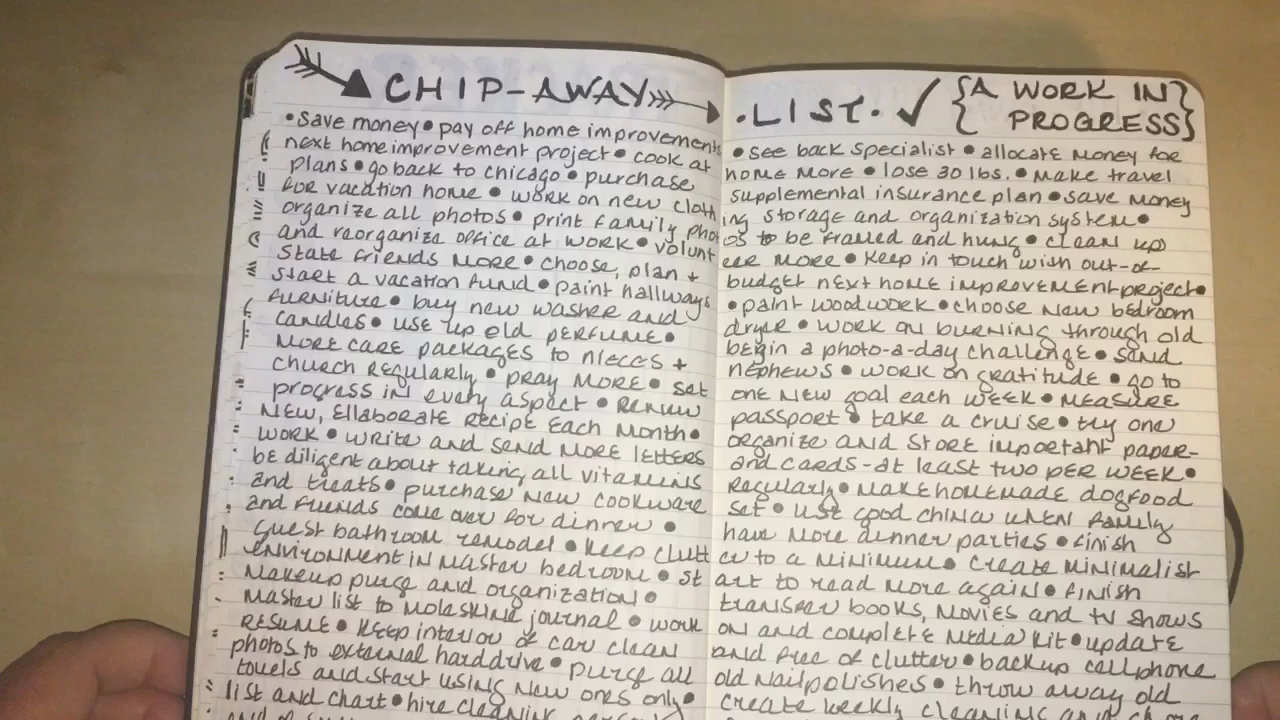 CHIP-AWAY •LIST• {A WORK IN PROGRESS}
•save money•pay off home improvements •see back specialist •allocate money for
next home improvement project•cook at home more •lose 30 lbs. •make travel
plans •go back to chicago •purchase supplemental insurance plan •save money
for vacation home •work on new clothing storage and organization system•
organize all photos •print family photos to be framed and hung •clean up
and reorganize office at work •volunteer more •keep in touch with out-of-
state friends more •choose, plan + budget next home improvement project•
start a vacation fund •paint hallways •paint woodwork •choose new bedroom
furniture •buy new washer and dryer •work on burning through old
candles •use up old perfume• begin a photo-a-day challenge •send
more care packages to nieces + nephews •work on gratitude •go to
church regularly •pray more •set one new goal each week •measure
progress in every aspect •renew passport •take a cruise •try one
new, ellaborate recipe each month• organize and store important paper-
work •write and send more letters and cards-at least two per week•
be diligent about taking all vitamins regularly •make homemade dogfood
and treats •purchase new cookware set •use good china when family
and friends come over for dinner • have more dinner parties •finish
guest bathroom remodel •keep clutter to a minimum •create minimalist
environment in master bedroom •start to read more again •finish
makeup purge and organization• transfer books, movies and tv shows
master list to moleskine journal •work on and complete media kit •update
resume •keep interior of car clean and free of clutter •backup cellphone
photos to external harddrive •purge all old nailpolishes •throw away old
towels and start using new ones only• create weekly cleaning and
list and chart •hire cleaning